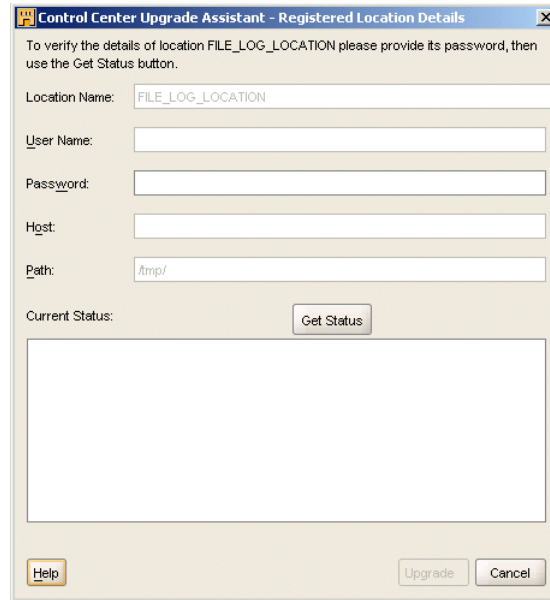 Control Center Upgrade Assistant - Registered Location Details
To verify the details of location FILE_LOG_LOCATION please provide its password, then
use the Get Status button.
Location Name: FILE_LOG_LOCATION
User Name:
Password:
Host:
Path: /tmp/
Current Status: Get Status
Help Upgrade Cancel